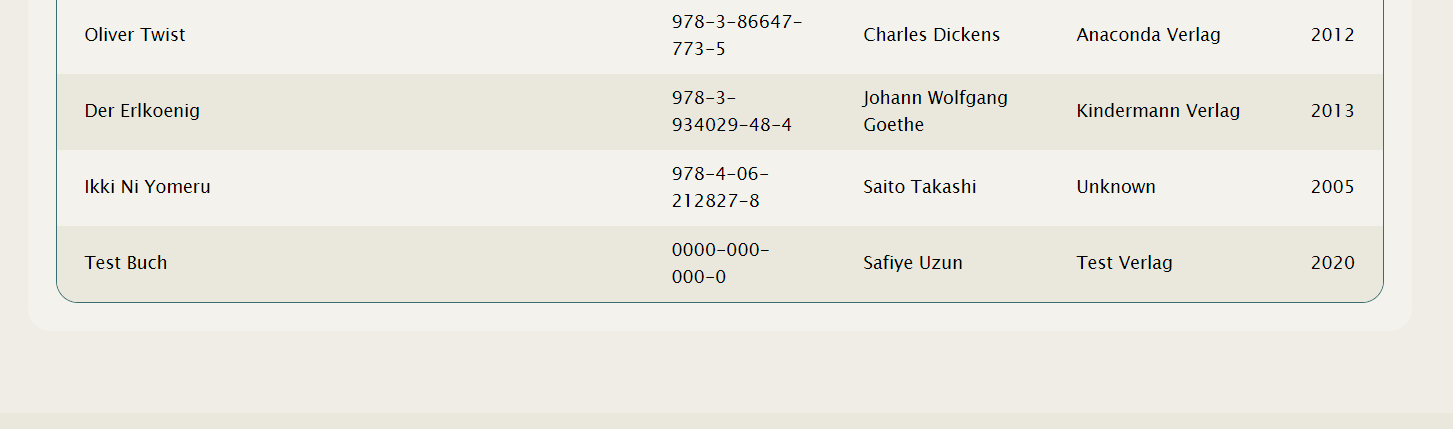 Oliver Twist 978-3-86647-773-5 Charles Dickens Anaconda Verlag 2012
Der Erlkoenig 978-3-934029-48-4 Johann Wolfgang Goethe Kindermann Verlag 2013
Ikki Ni Yomeru 978-4-06-212827-8 Saito Takashi Unknown 2005
Test Buch 0000-000-000-0 Safiye Uzun Test Verlag 2020